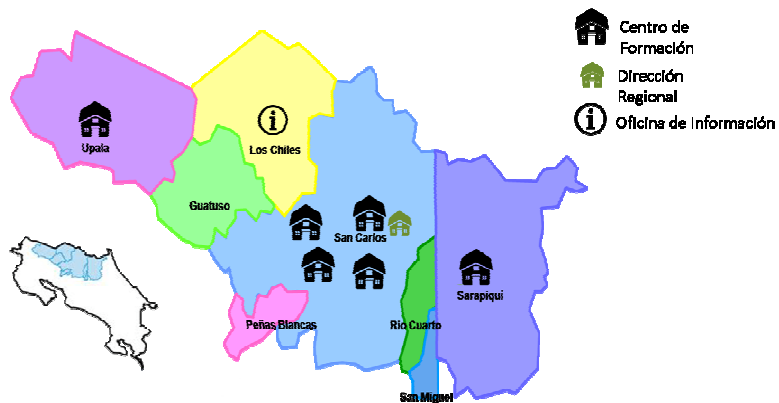 Centro de
Formación
Dirección
Regional
Oficina de Información
Upala
Los Chiles
Guatuso
San Carlos
Sarapiquí
Peñas Blancas
Río Cuarto
San Miguel